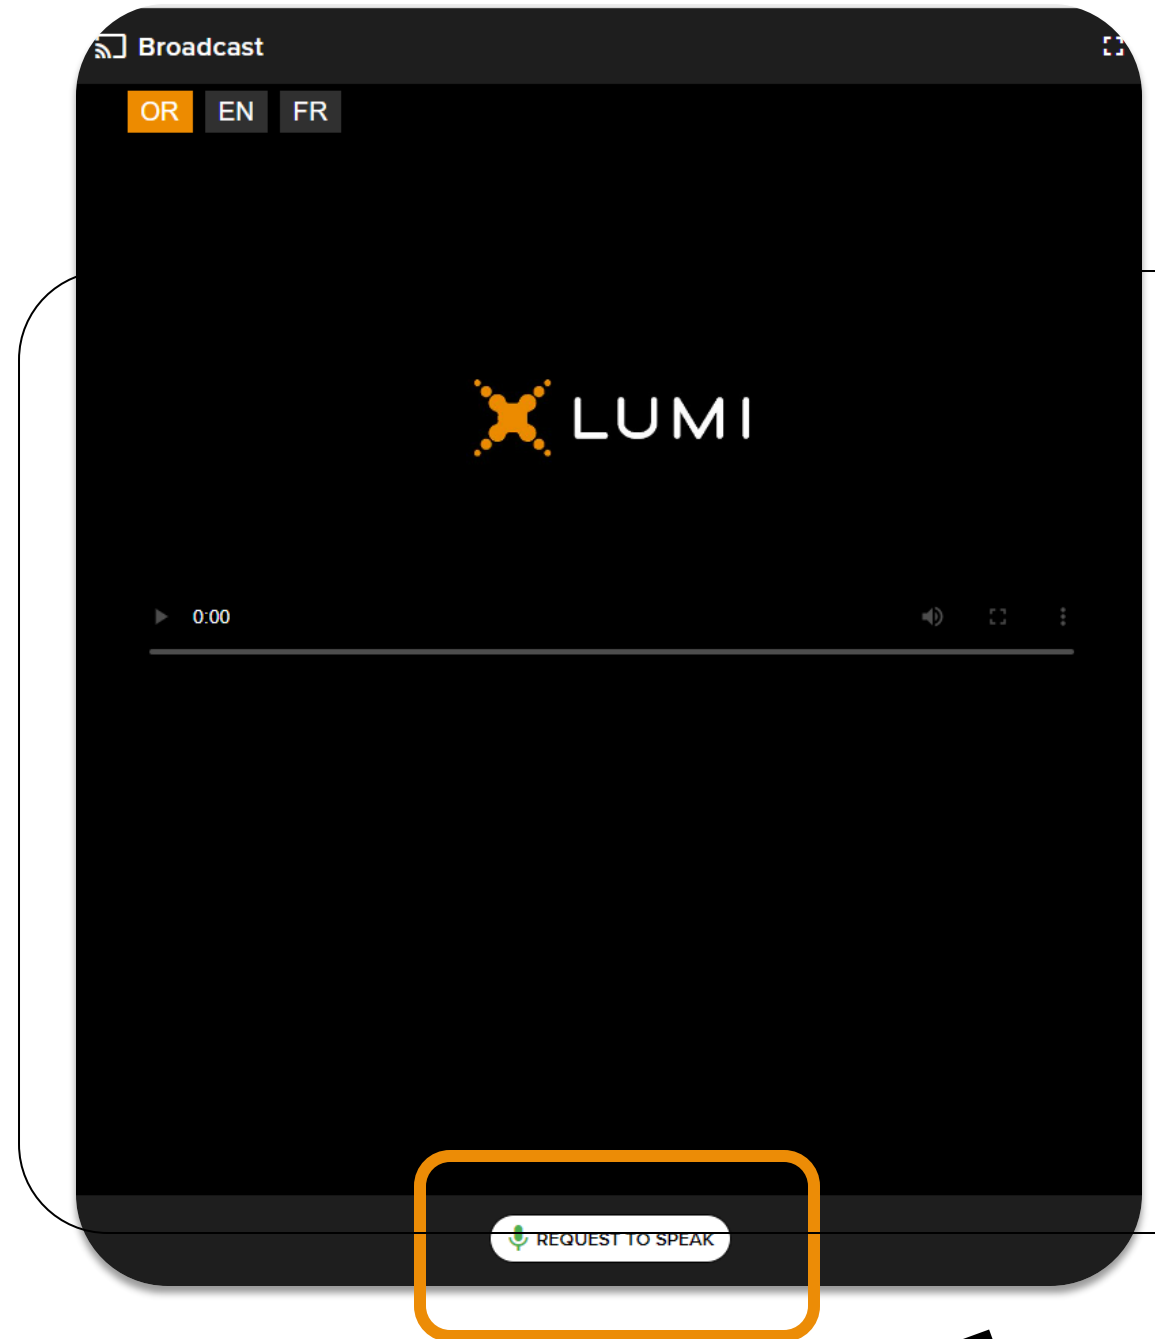 Broadcast
OR EN FR
LUMI
0:00
REQUEST TO SPEAK